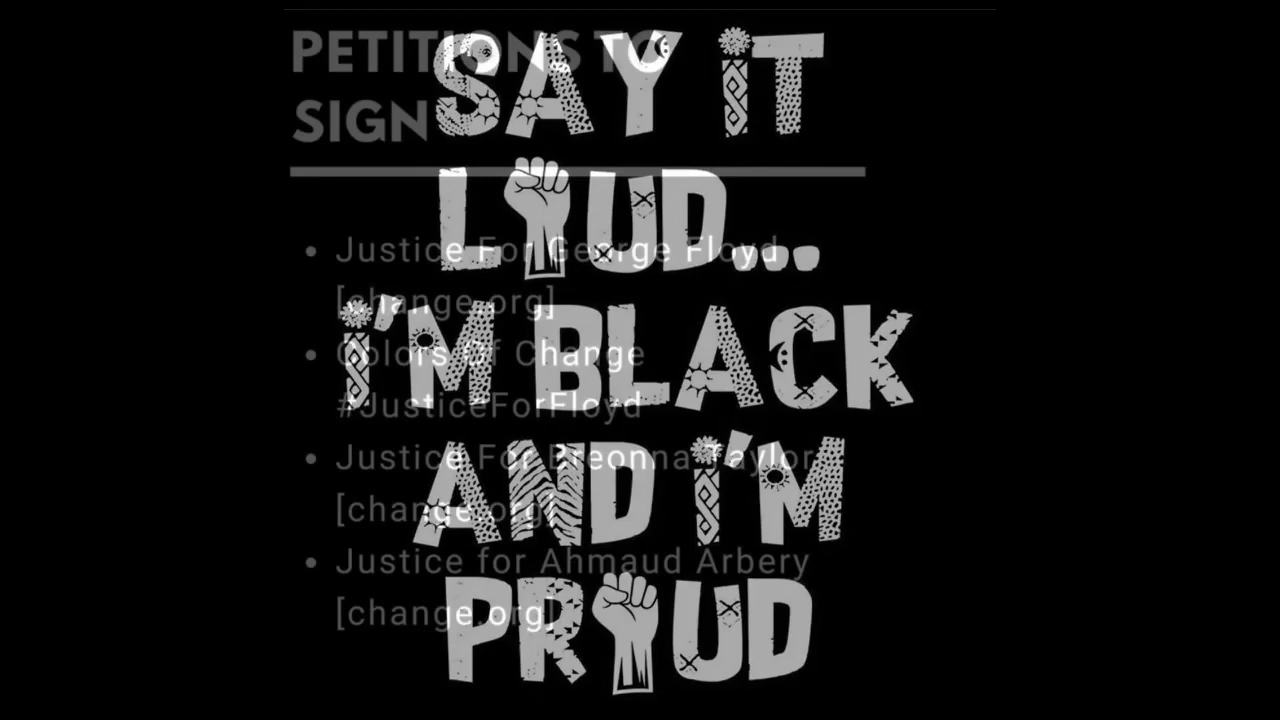 PETITIONS TO
SIGN
• Justice For George Floyd
[change.org]
• Colors of Change
#JusticeForFloyd
• Justice For Breonna Taylor
[change.org]
• Justice for Ahmaud Arbery
[change.org]
SAY iT
LOUD...
i'M BLACK
AND i'M
PROUD